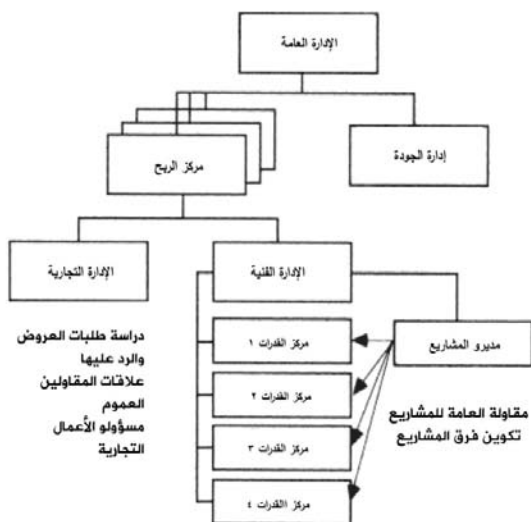 الإدارة العامة
إدارة الجودة
مركز الربح
الإدارة التجارية
الإدارة الفنية
دراسة طلبات العروض
والرد عليها
علاقات المقاولين
العموم
مسؤولو الأعمال
التجارية
مركز القدرات ١
مركز القدرات ٢
مركز القدرات ٣
مركز االقدرات ٤
مديرو المشاريع
مقاولة العامة للمشاريع
تكوين فرق المشاريع